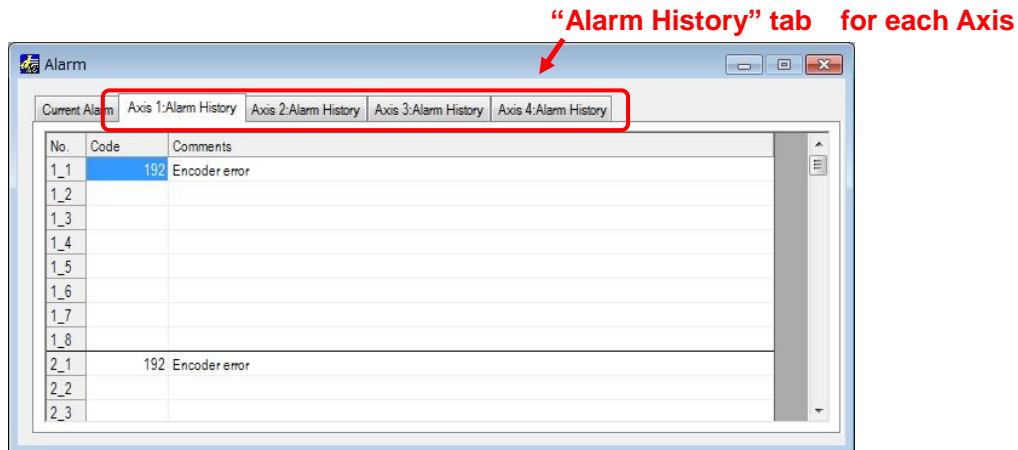 “Alarm History” tab for each Axis
Alarm
Current Alarm Axis 1:Alarm History Axis 2:Alarm History Axis 3:Alarm History Axis 4:Alarm History
No. Code Comments
1_1 192 Encoder error
1_2
1_3
1_4
1_5
1_6
1_7
1_8
2_1 192 Encoder error
2_2
2_3